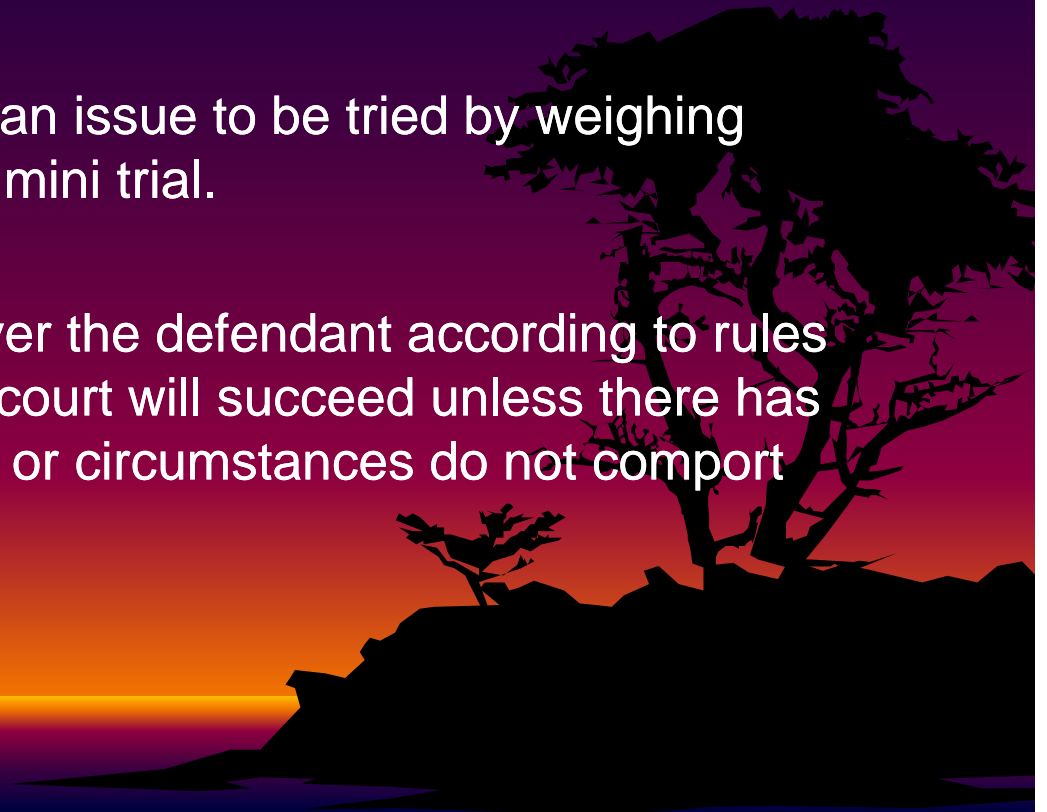 an issue to be tried by weighing
mini trial.
ver the defendant according to rules
court will succeed unless there has
or circumstances do not comport